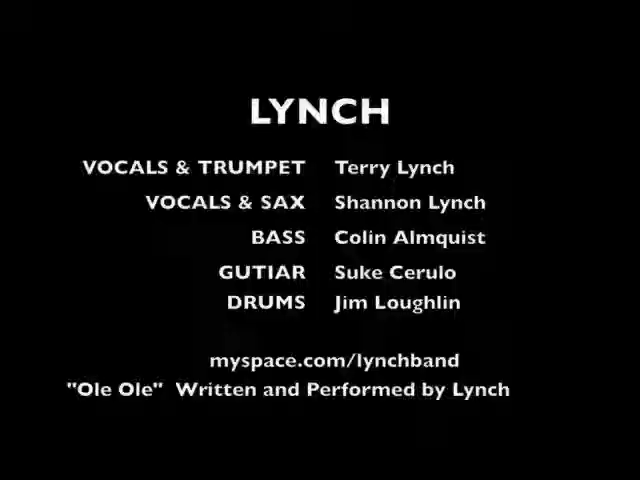 LYNCH
VOCALS & TRUMPET Terry Lynch
VOCALS & SAX Shannon Lynch
BASS Colin Almquist
GUTIAR Suke Cerulo
DRUMS Jim Loughlin
myspace.com/lynchband
"Ole Ole" Written and Performed by Lynch